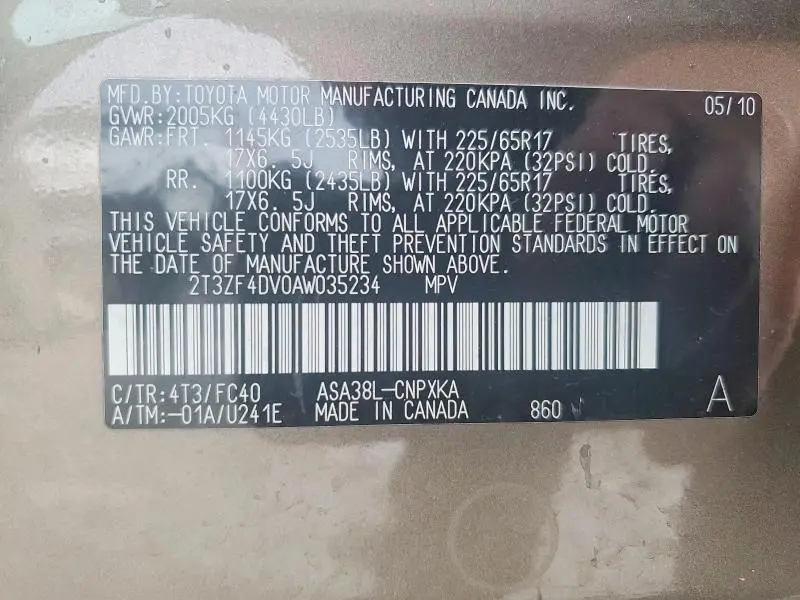 MFD.BY:TOYOTA MOTOR MANUFACTURING CANADA INC. 05/10
GVWR:2005KG (4430LB)
GAWR:FRT. 1145KG (2535LB) WITH 225/65R17 TIRES,
17X6.5J RIMS, AT 220KPA (32PSI) COLD.
RR. 1100KG (2435LB) WITH 225/65R17 TIRES,
17X6.5J RIMS, AT 220KPA (32PSI) COLD.
THIS VEHICLE CONFORMS TO ALL APPLICABLE FEDERAL MOTOR
VEHICLE SAFETY AND THEFT PREVENTION STANDARDS IN EFFECT ON
THE DATE OF MANUFACTURE SHOWN ABOVE.
2T3ZF4DV0AW035234 MPV
C/TR:4T3/FC40 ASA38L-CNPXKA A
A/TM:-01A/U241E MADE IN CANADA 860